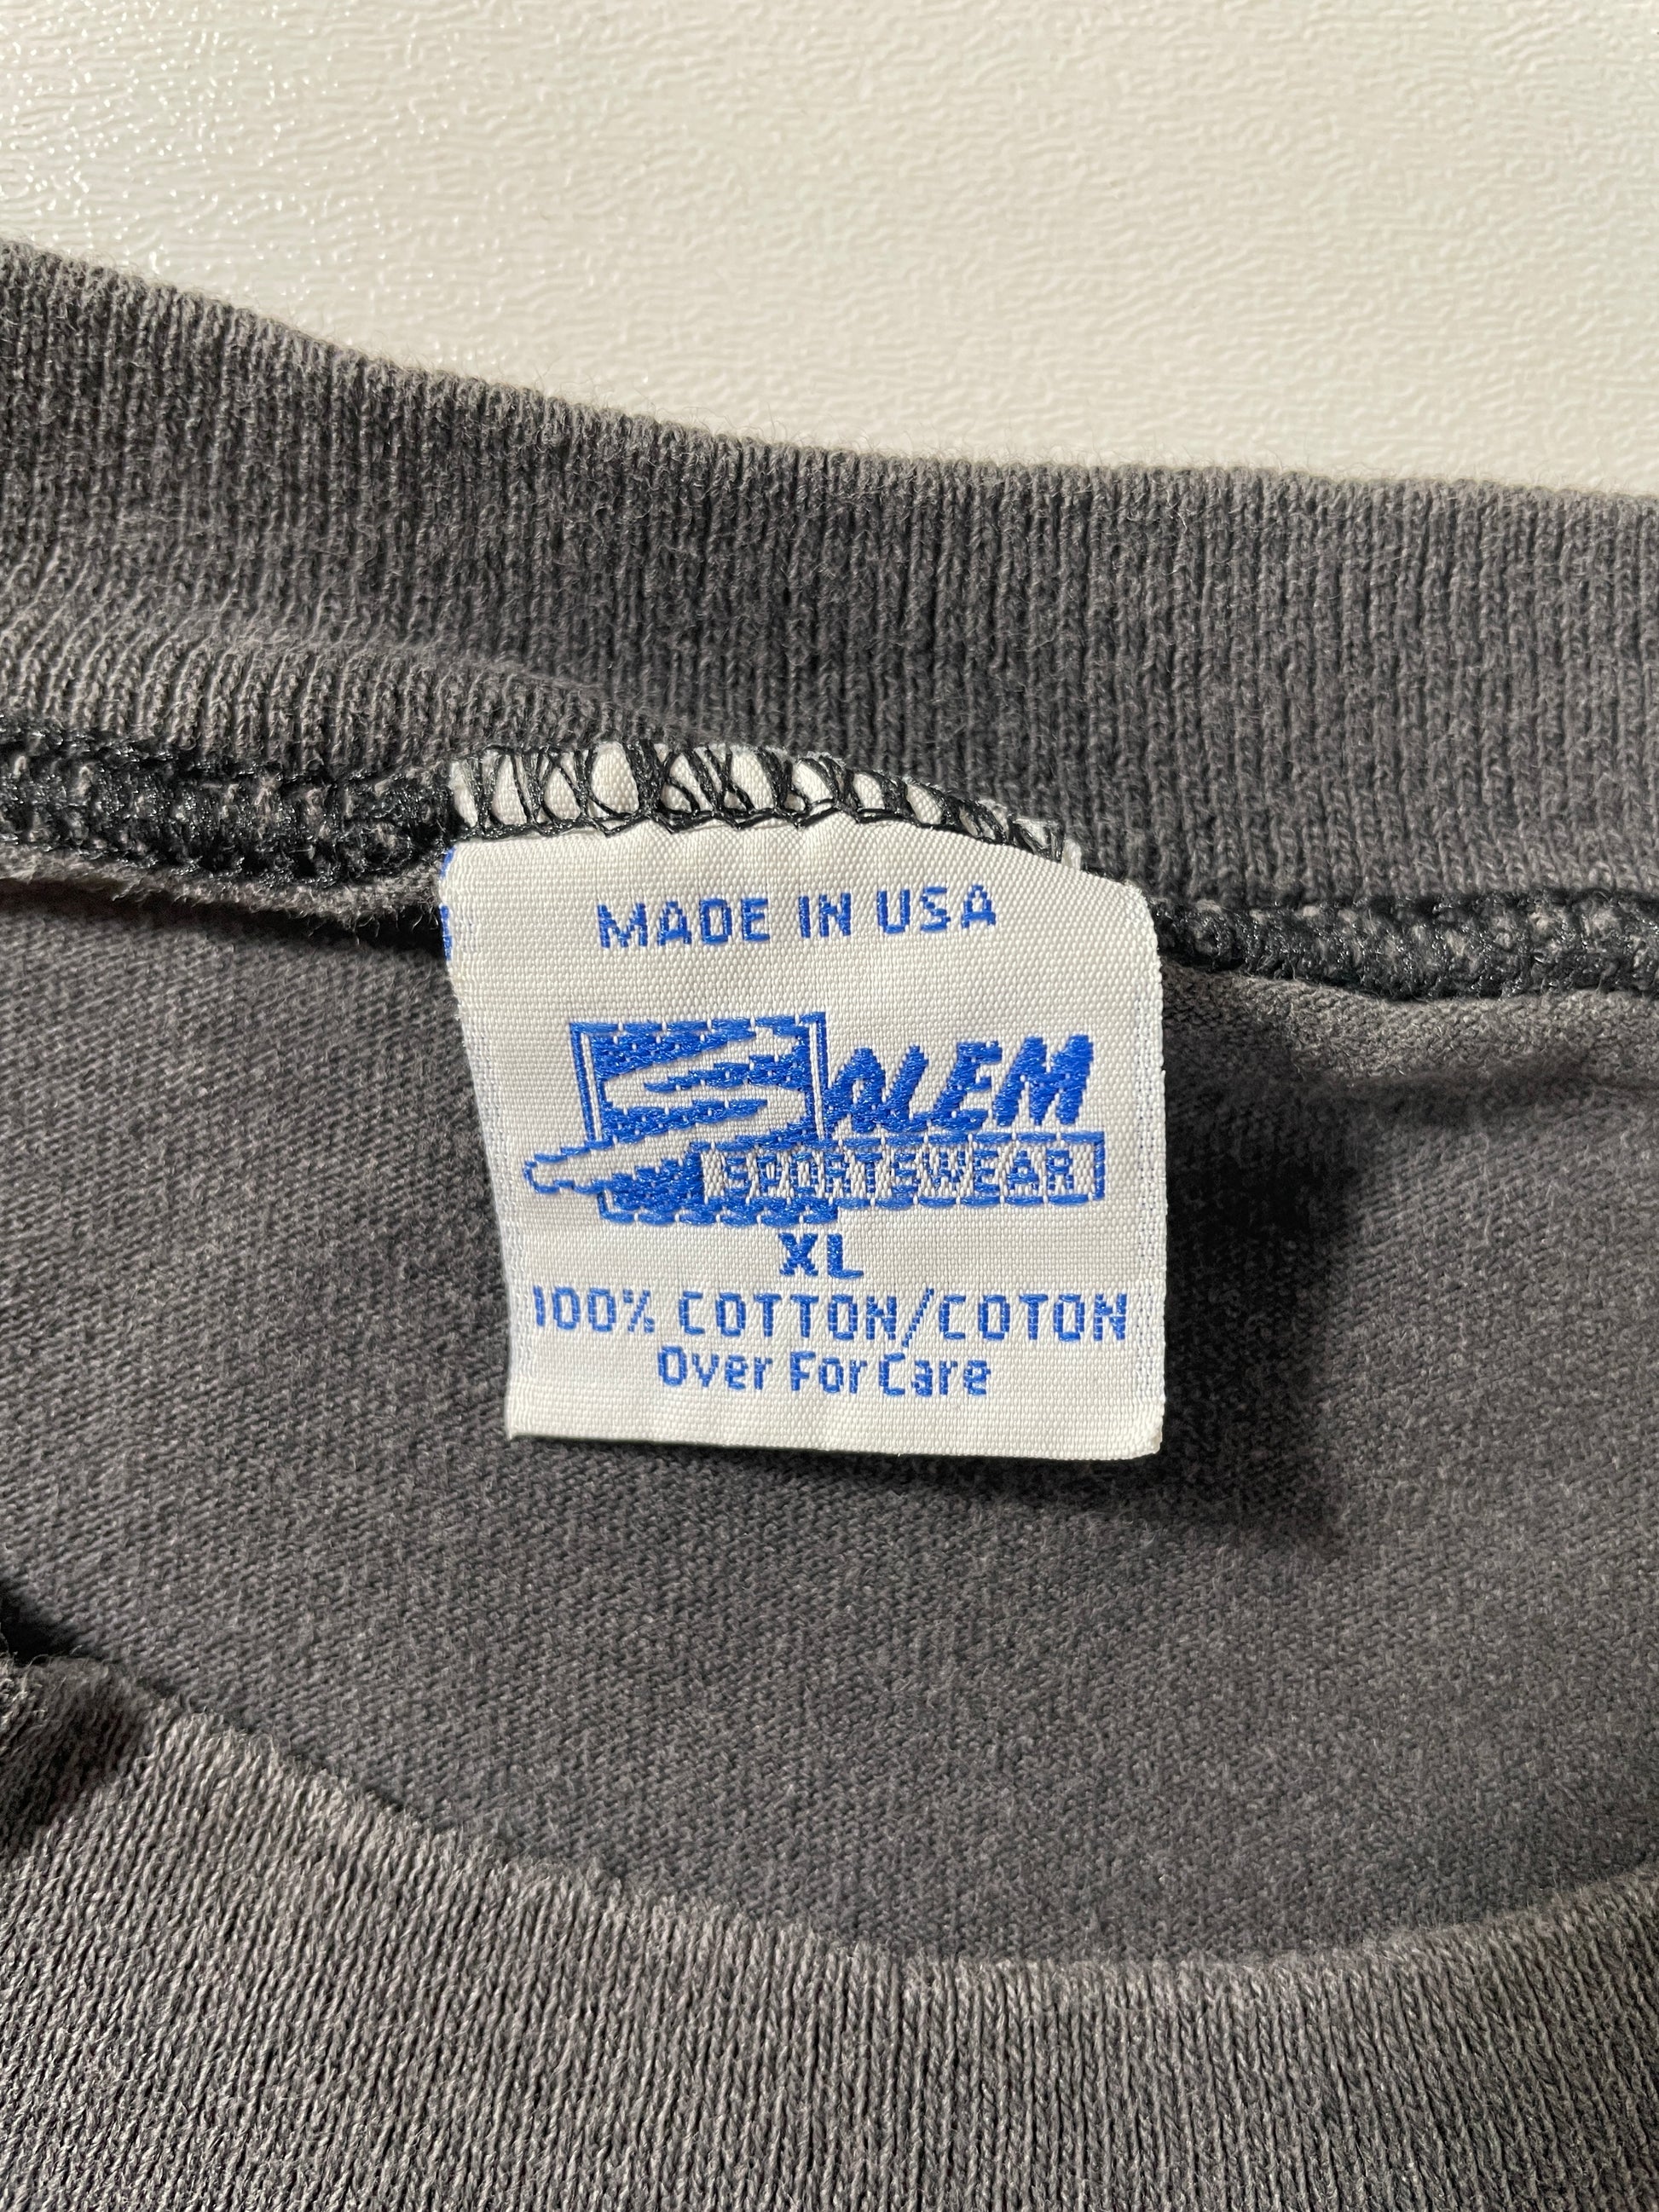 MADE IN USA
SALEM
SPORTSWEAR
XL
100% COTTON/COTON
Over For Care